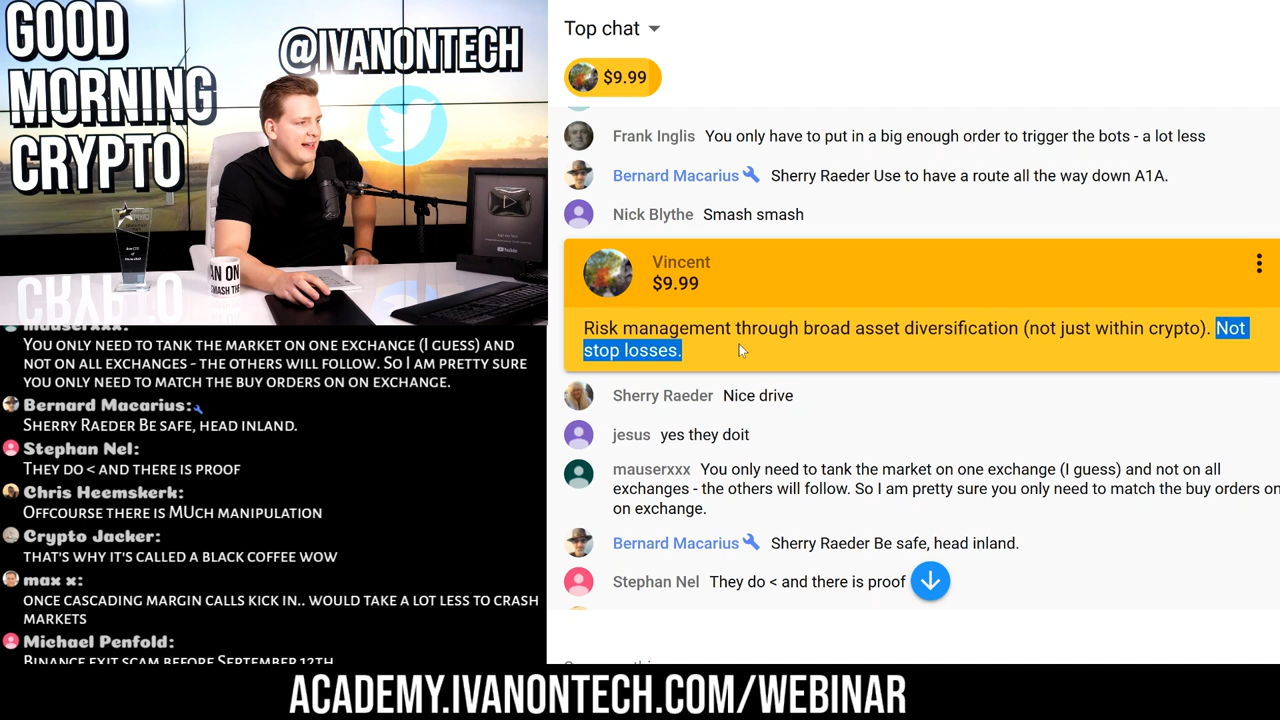 GOOD
MORNING
CRYPTO
@IVANONTECH
AN ON
SMASH THE
mauserxxx:
YOU ONLY NEED TO TANK THE MARKET ON ONE EXCHANGE (I GUESS) AND
NOT ON ALL EXCHANGES - THE OTHERS WILL FOLLOW. SO I AM PRETTY SURE
YOU ONLY NEED TO MATCH THE BUY ORDERS ON ON EXCHANGE.
Bernard Macarius:
SHERRY RAEDER BE SAFE, HEAD INLAND.
Stephan Nel:
THEY DO < AND THERE IS PROOF
Chris Heemskerk:
OFFCOURSE THERE IS MUCH MANIPULATION
Crypto Jacker:
THAT'S WHY IT'S CALLED A BLACK COFFEE WOW
max x:
ONCE CASCADING MARGIN CALLS KICK IN.. WOULD TAKE A LOT LESS TO CRASH
MARKETS
Michael Penfold:
BINANCE EXIT SCAM BEFORE SEPTEMBER 12TH
Top chat
$9.99
Frank Inglis You only have to put in a big enough order to trigger the bots - a lot less
Bernard Macarius Sherry Raeder Use to have a route all the way down A1A.
Nick Blythe Smash smash
Vincent
$9.99
Risk management through broad asset diversification (not just within crypto). Not
stop losses.
Sherry Raeder Nice drive
jesus yes they doit
mauserxxx You only need to tank the market on one exchange (I guess) and not on all
exchanges - the others will follow. So I am pretty sure you only need to match the buy orders on
on exchange.
Bernard Macarius Sherry Raeder Be safe, head inland.
Stephan Nel They do < and there is proof
ACADEMY.IVANONTECH.COM/WEBINAR